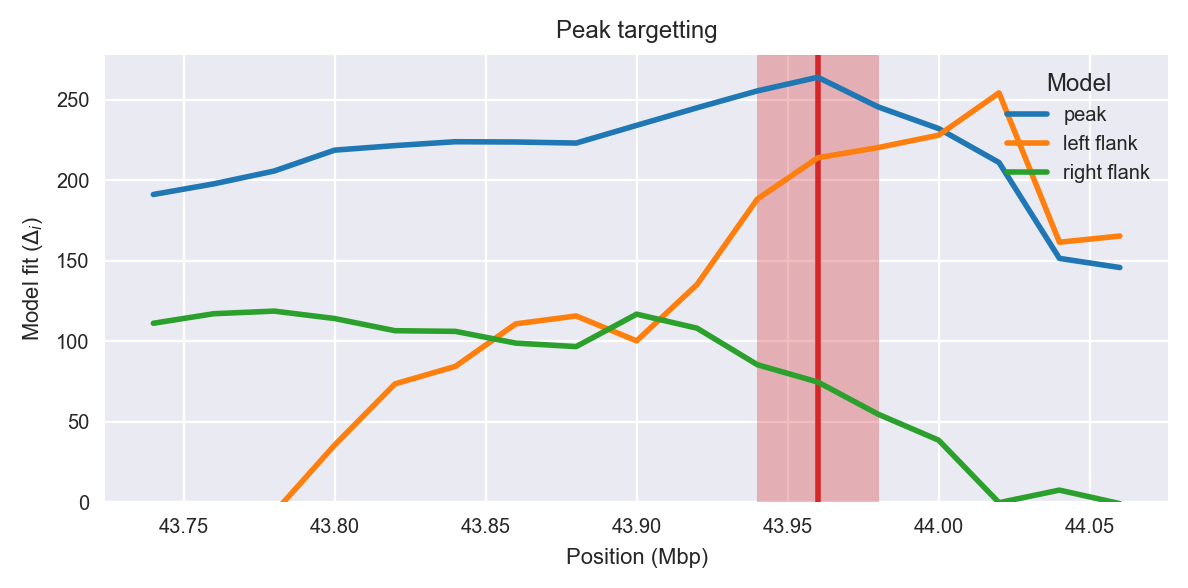 Peak targetting
Model
peak
left flank
right flank
250
200
150
100
50
0
Model fit (Δi)
43.75 43.80 43.85 43.90 43.95 44.00 44.05
Position (Mbp)